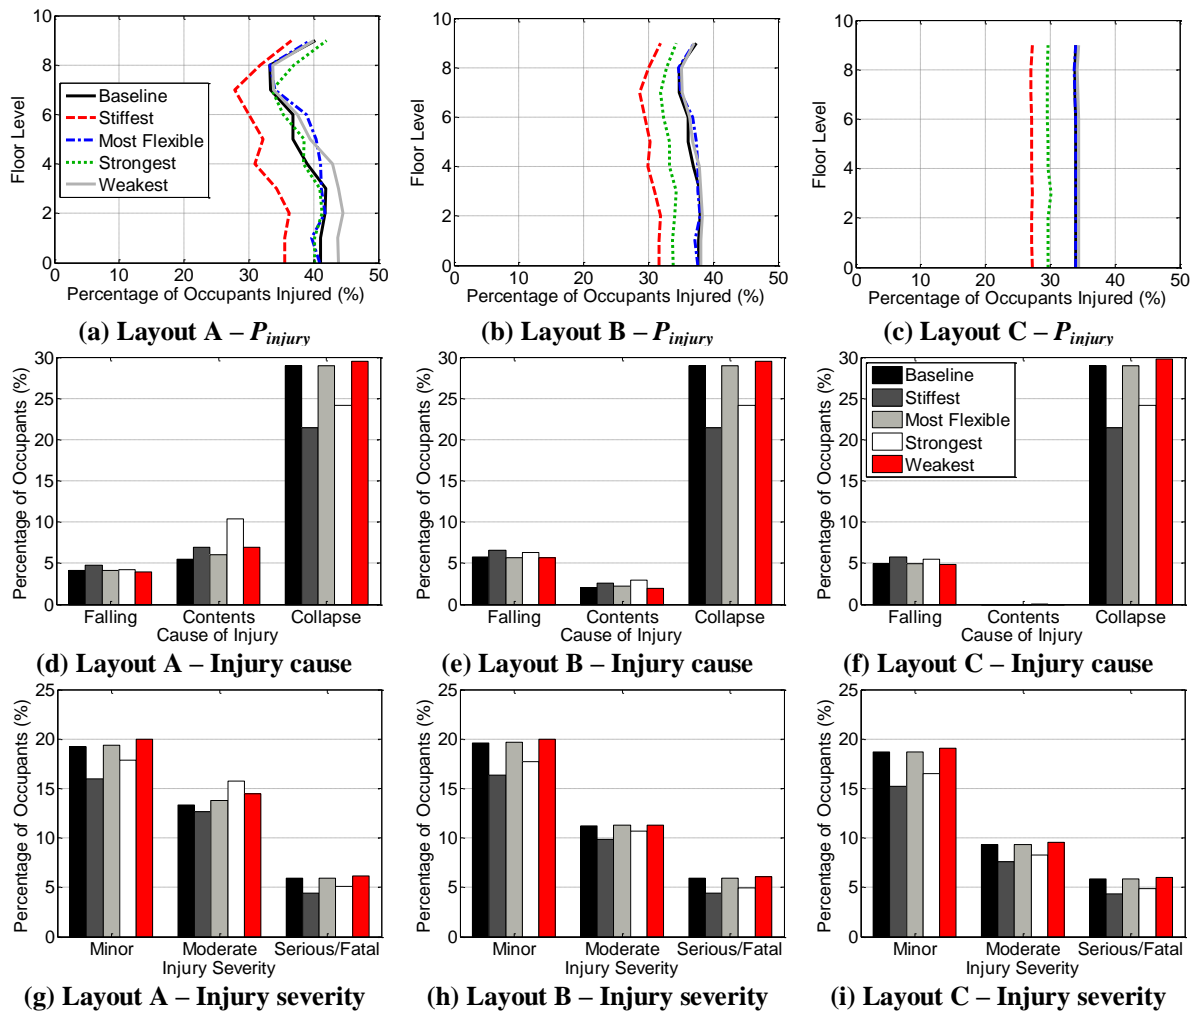 10
8
6
4
2
0
Floor Level
Baseline
Stiffest
Most Flexible
Strongest
Weakest
0 10 20 30 40 50
Percentage of Occupants Injured (%)
(a) Layout A – Pinjury
10
8
6
4
2
0
Floor Level
0 10 20 30 40 50
Percentage of Occupants Injured (%)
(b) Layout B – Pinjury
10
8
6
4
2
0
Floor Level
0 10 20 30 40 50
Percentage of Occupants Injured (%)
(c) Layout C – Pinjury
30
25
20
15
10
5
0
Percentage of Occupants (%)
Falling Contents Collapse
Cause of Injury
(d) Layout A – Injury cause
30
25
20
15
10
5
0
Percentage of Occupants (%)
Falling Contents Collapse
Cause of Injury
(e) Layout B – Injury cause
30
25
20
15
10
5
0
Percentage of Occupants (%)
Baseline
Stiffest
Most Flexible
Strongest
Weakest
Falling Contents Collapse
Cause of Injury
(f) Layout C – Injury cause
25
20
15
10
5
0
Percentage of Occupants (%)
Minor Moderate Serious/Fatal
Injury Severity
(g) Layout A – Injury severity
25
20
15
10
5
0
Percentage of Occupants (%)
Minor Moderate Serious/Fatal
Injury Severity
(h) Layout B – Injury severity
25
20
15
10
5
0
Percentage of Occupants (%)
Minor Moderate Serious/Fatal
Injury Severity
(i) Layout C – Injury severity